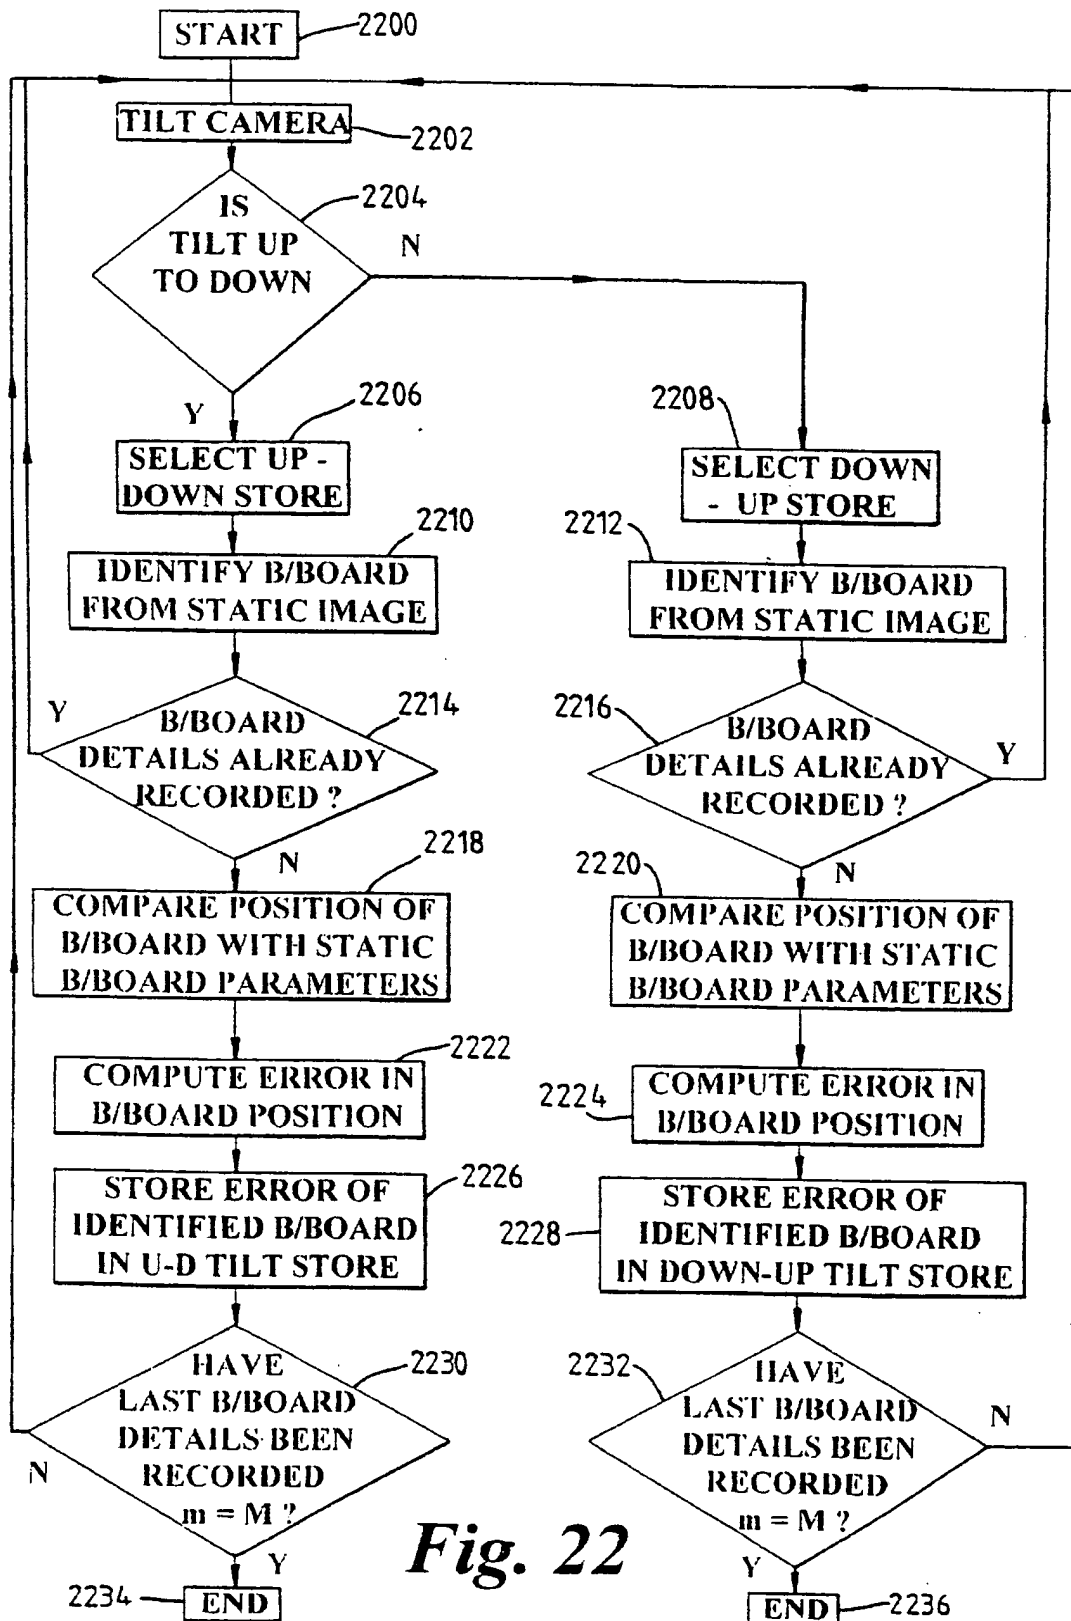 START
2200
TILT CAMERA
2202
IS
TILT UP
TO DOWN
2204
N
Y
2206
SELECT UP -
DOWN STORE
2208
SELECT DOWN
- UP STORE
2210
IDENTIFY B/BOARD
FROM STATIC IMAGE
2212
IDENTIFY B/BOARD
FROM STATIC IMAGE
Y
2214
B/BOARD
DETAILS ALREADY
RECORDED ?
N
2216
B/BOARD
DETAILS ALREADY
RECORDED ?
Y
N
2218
COMPARE POSITION OF
B/BOARD WITH STATIC
B/BOARD PARAMETERS
2220
COMPARE POSITION OF
B/BOARD WITH STATIC
B/BOARD PARAMETERS
2222
COMPUTE ERROR IN
B/BOARD POSITION
2224
COMPUTE ERROR IN
B/BOARD POSITION
2226
STORE ERROR OF
IDENTIFIED B/BOARD
IN U-D TILT STORE
2228
STORE ERROR OF
IDENTIFIED B/BOARD
IN DOWN-UP TILT STORE
2230
HAVE
LAST B/BOARD
DETAILS BEEN
RECORDED
m = M ?
N
Y
2232
HAVE
LAST B/BOARD
DETAILS BEEN
RECORDED
m = M ?
N
Y
2234
END
END
2236
Fig. 22